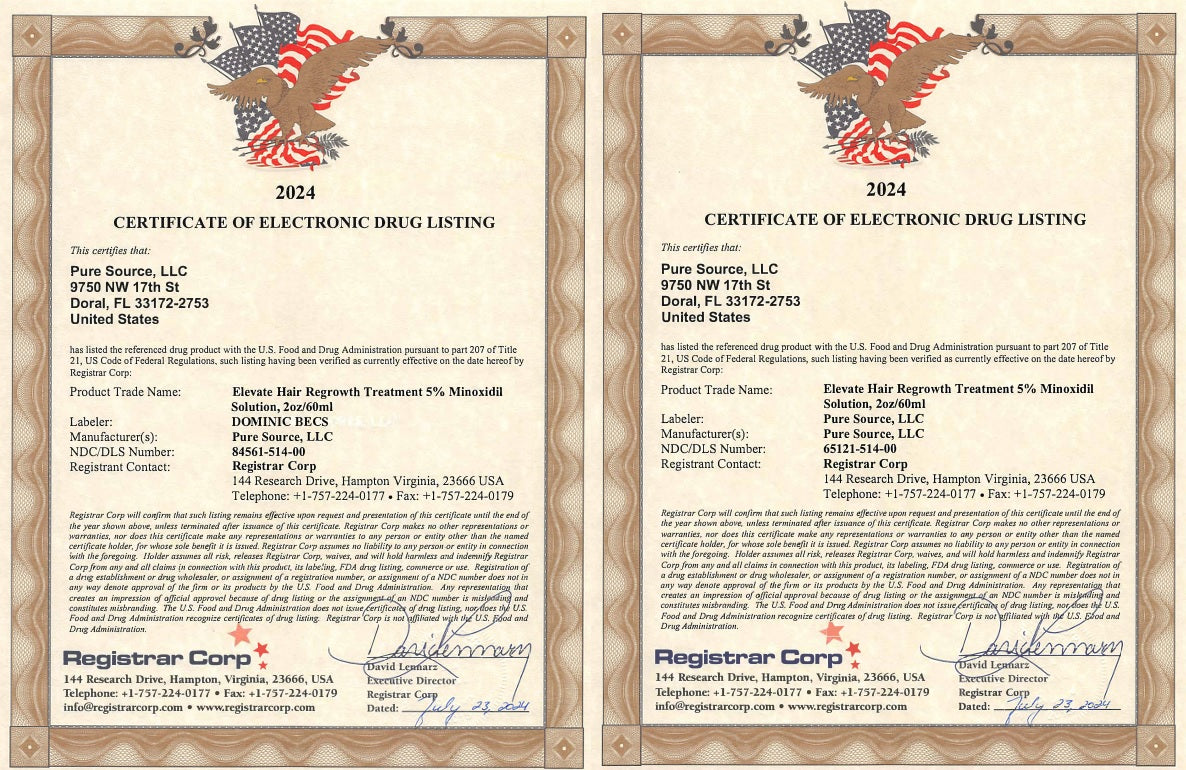 2024
CERTIFICATE OF ELECTRONIC DRUG LISTING
This certifies that:
Pure Source, LLC
9750 NW 17th St
Doral, FL 33172-2753
United States
has listed the referenced drug product with the U.S. Food and Drug Administration pursuant to part 207 of Title
21, US Code of Federal Regulations, such listing having been verified as currently effective on the date hereof by
Registrar Corp:
Product Trade Name: Elevate Hair Regrowth Treatment 5% Minoxidil
Solution, 2oz/60ml
Labeler: DOMINIC BECS
Manufacturer(s): Pure Source, LLC
NDC/DLS Number: 84561-514-00
Registrant Contact: Registrar Corp
144 Research Drive, Hampton Virginia, 23666 USA
Telephone: +1-757-224-0177 • Fax: +1-757-224-0179
Registrar Corp will confirm that such listing remains effective upon request and presentation of this certificate until the end of
the year shown above, unless terminated after issuance of this certificate. Registrar Corp makes no other representations or
warranties, nor does this certificate make any representations or warranties to any person or entity other than the named
certificate holder, for whose sole benefit it is issued. Registrar Corp assumes no liability to any person or entity in connection
with the foregoing. Holder assumes all risk, releases Registrar Corp, waives, and will hold harmless and indemnify Registrar
Corp from any and all claims in connection with this product, its labeling, FDA drug listing, commerce or use. Registration of
a drug establishment or drug wholesaler, or assignment of a registration number, or assignment of a NDC number does not in
any way denote approval of the firm or its products by the U.S. Food and Drug Administration. Any representation that
creates an impression of official approval because of drug listing or the assignment of an NDC number is misleading and
constitutes misbranding. The U.S. Food and Drug Administration does not issue certificates of drug listing, nor does the U.S.
Food and Drug Administration recognize certificates of drug listing. Registrar Corp is not affiliated with the U.S. Food and
Drug Administration.
Registrar Corp
144 Research Drive, Hampton, Virginia, 23666, USA
Telephone: +1-757-224-0177 • Fax: +1-757-224-0179
info@registrarcorp.com • www.registrarcorp.com
David Lennarz
Executive Director
Registrar Corp
Dated: July 23, 2024
2024
CERTIFICATE OF ELECTRONIC DRUG LISTING
This certifies that:
Pure Source, LLC
9750 NW 17th St
Doral, FL 33172-2753
United States
has listed the referenced drug product with the U.S. Food and Drug Administration pursuant to part 207 of Title
21, US Code of Federal Regulations, such listing having been verified as currently effective on the date hereof by
Registrar Corp:
Product Trade Name: Elevate Hair Regrowth Treatment 5% Minoxidil
Solution, 2oz/60ml
Labeler: Pure Source, LLC
Manufacturer(s): Pure Source, LLC
NDC/DLS Number: 65121-514-00
Registrant Contact: Registrar Corp
144 Research Drive, Hampton Virginia, 23666 USA
Telephone: +1-757-224-0177 • Fax: +1-757-224-0179
Registrar Corp will confirm that such listing remains effective upon request and presentation of this certificate until the end of
the year shown above, unless terminated after issuance of this certificate. Registrar Corp makes no other representations or
warranties, nor does this certificate make any representations or warranties to any person or entity other than the named
certificate holder, for whose sole benefit it is issued. Registrar Corp assumes no liability to any person or entity in connection
with the foregoing. Holder assumes all risk, releases Registrar Corp, waives, and will hold harmless and indemnify Registrar
Corp from any and all claims in connection with this product, its labeling, FDA drug listing, commerce or use. Registration of
a drug establishment or drug wholesaler, or assignment of a registration number, or assignment of a NDC number does not in
any way denote approval of the firm or its products by the U.S. Food and Drug Administration. Any representation that
creates an impression of official approval because of drug listing or the assignment of an NDC number is misleading and
constitutes misbranding. The U.S. Food and Drug Administration does not issue certificates of drug listing, nor does the U.S.
Food and Drug Administration recognize certificates of drug listing. Registrar Corp is not affiliated with the U.S. Food and
Drug Administration.
Registrar Corp
144 Research Drive, Hampton, Virginia, 23666, USA
Telephone: +1-757-224-0177 • Fax: +1-757-224-0179
info@registrarcorp.com • www.registrarcorp.com
David Lennarz
Executive Director
Registrar Corp
Dated: July 23, 2024